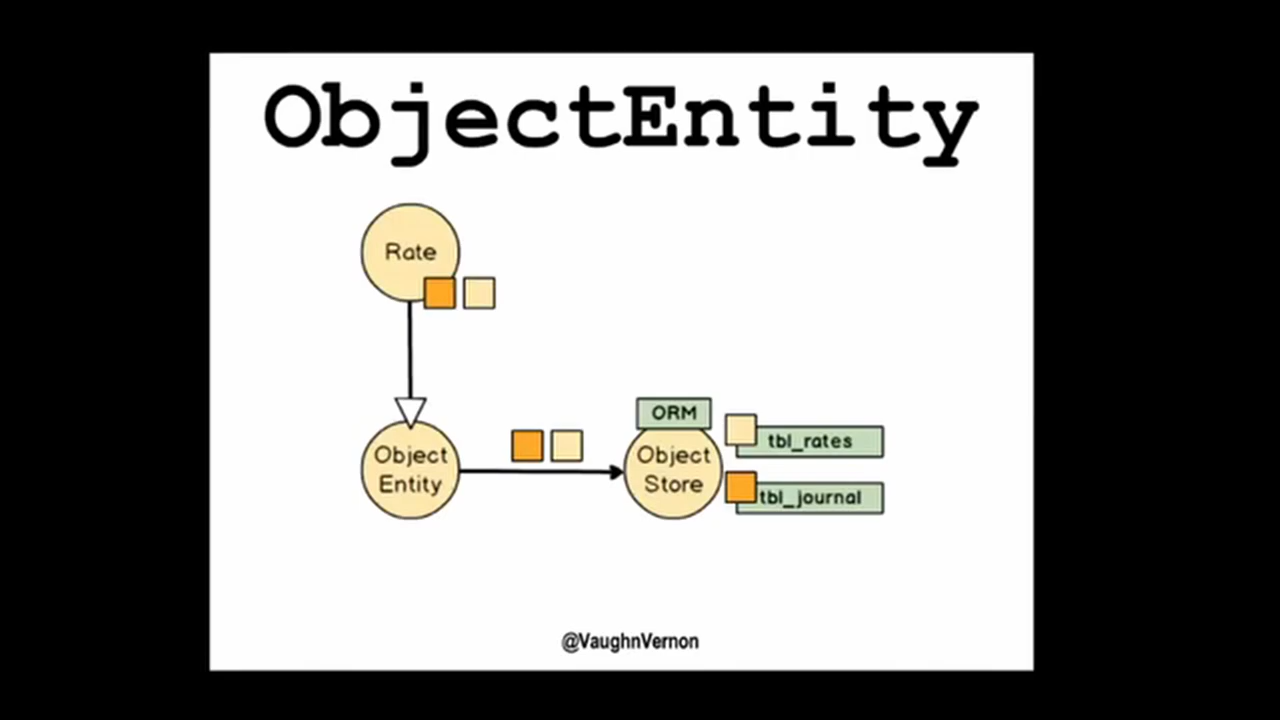 ObjectEntity
Rate
ORM
Object
Entity
Object
Store
tbl_rates
tbl_journal
@VaughnVernon